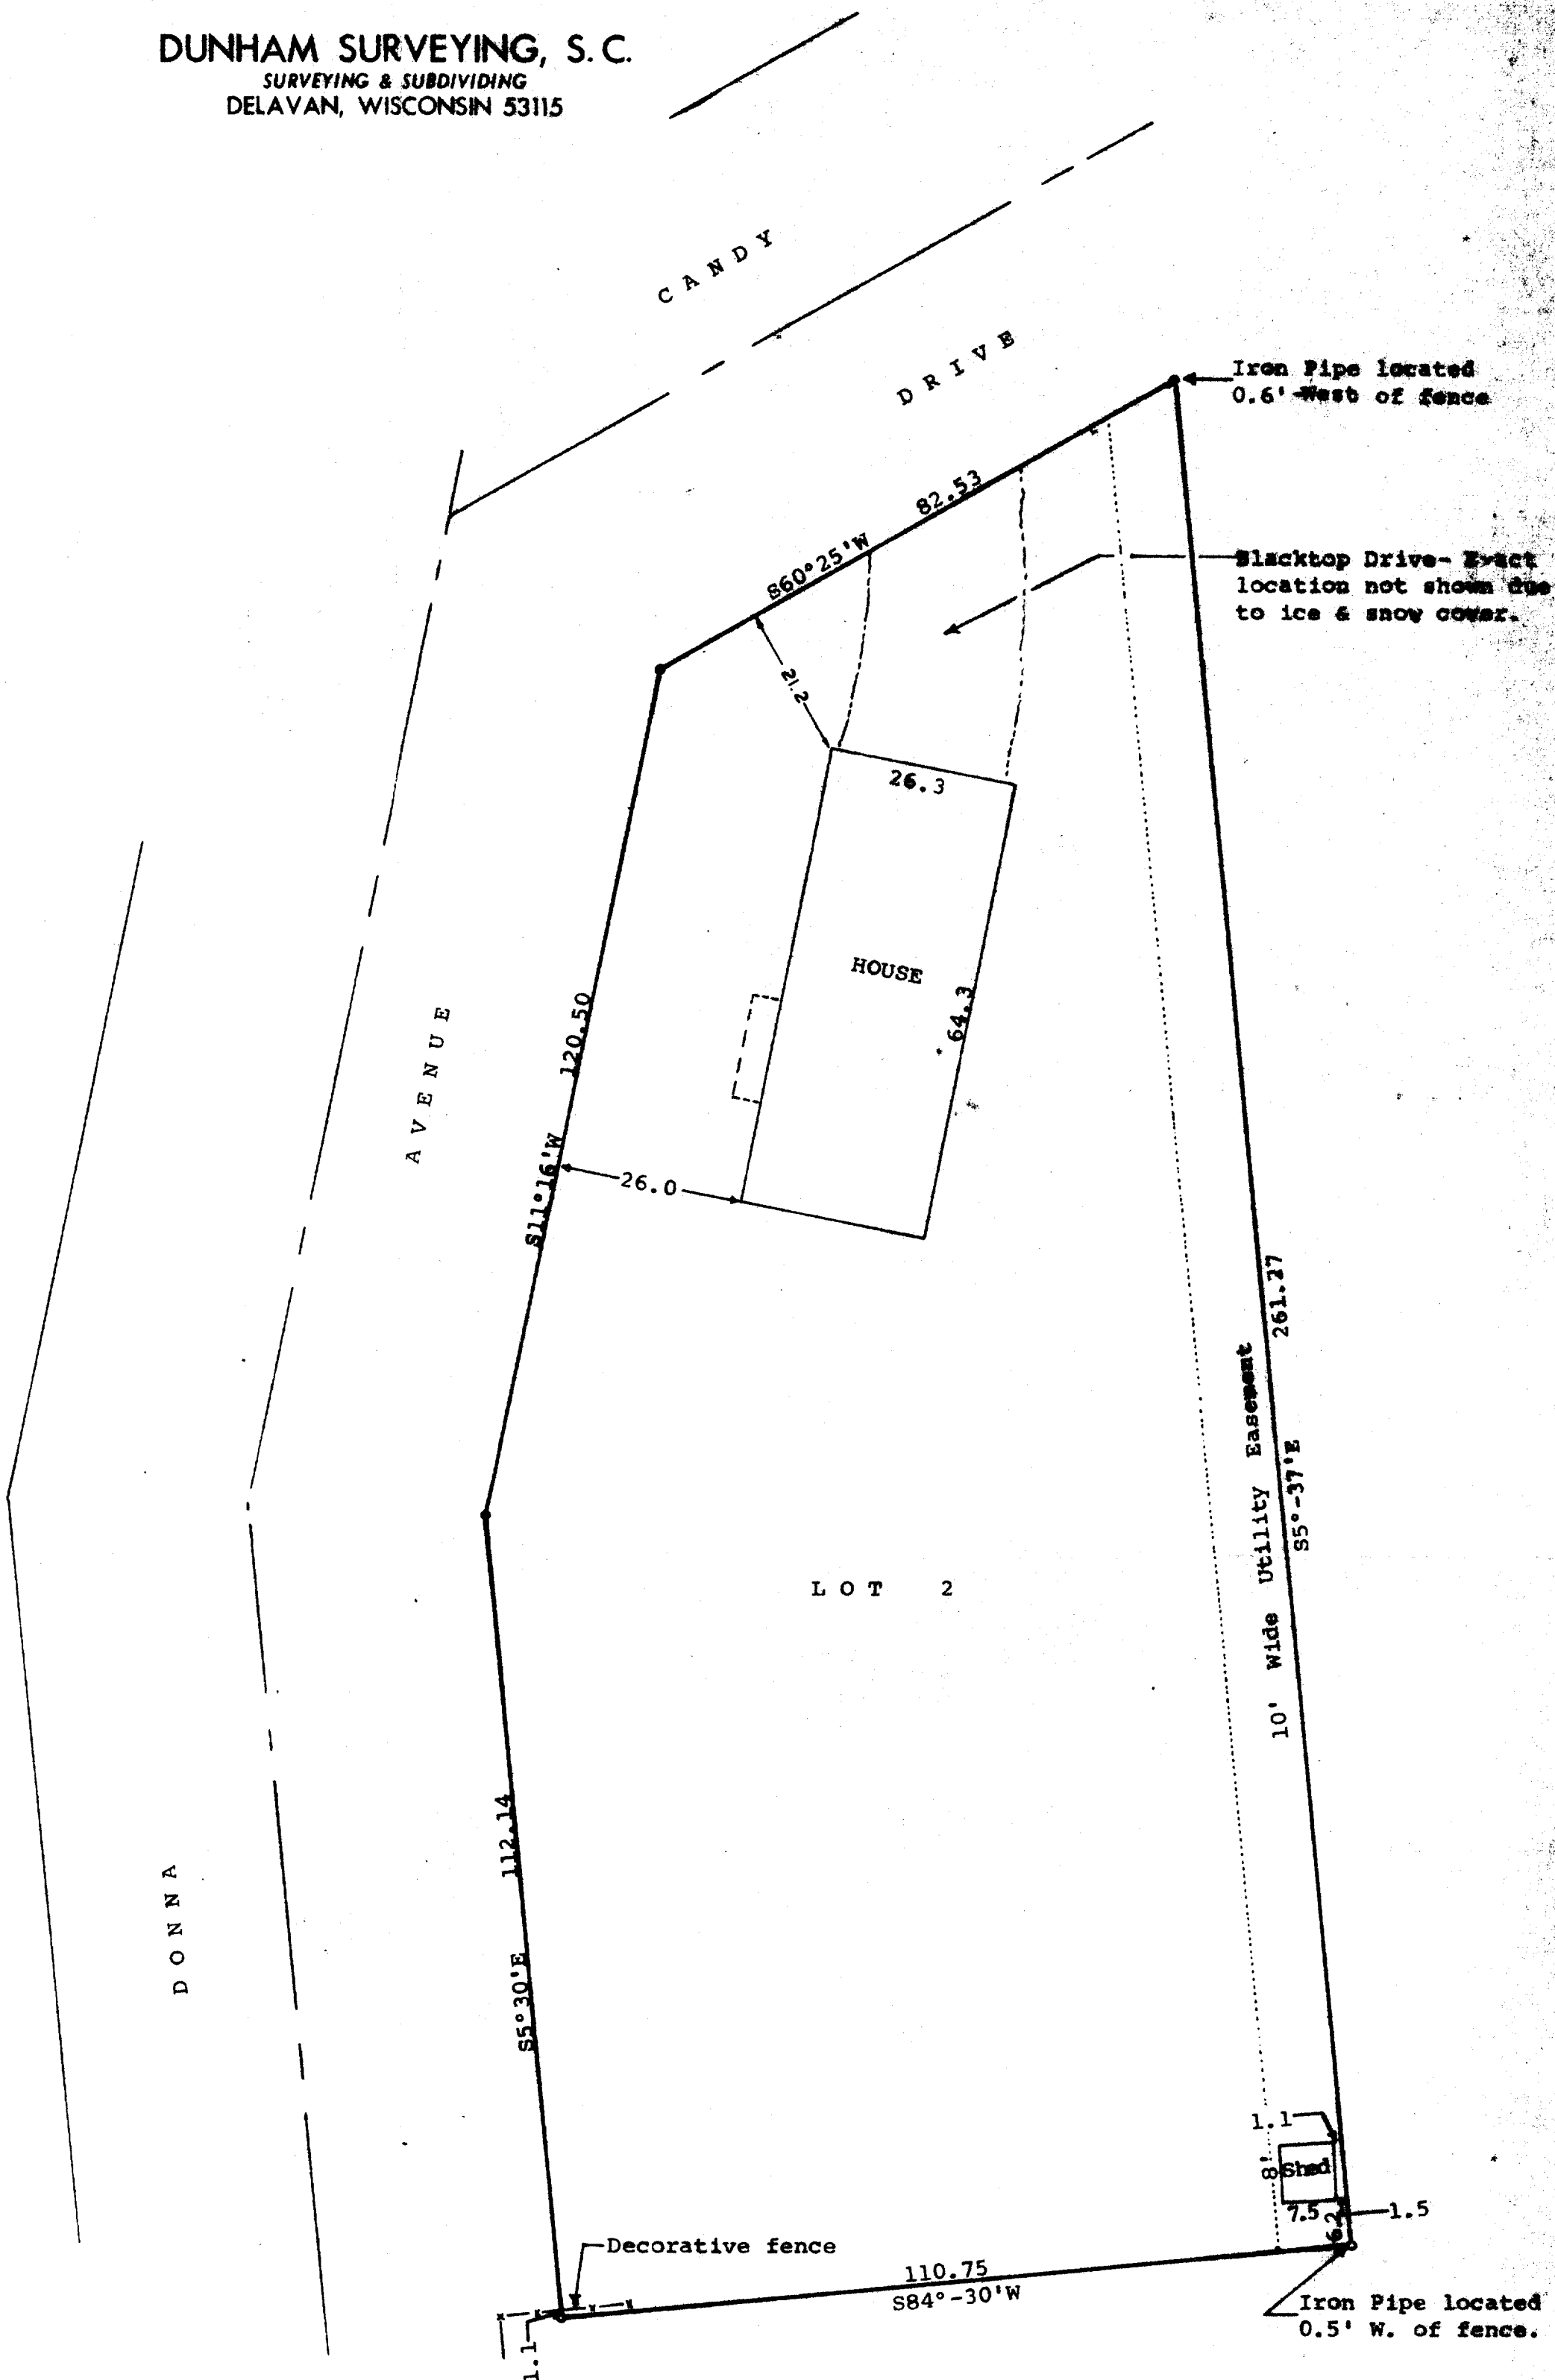 DUNHAM SURVEYING, S.C.
SURVEYING & SUBDIVIDING
DELAVAN, WISCONSIN 53115
CANDY
DRIVE
Iron Pipe located
0.6' West of fence
82.53
S60°25'W
Blacktop Drive- Exact
location not shown due
to ice & snow cover.
21.2
26.3
HOUSE
64.3
120.50
AVENUE
S11°16'W
26.0
261.27
10' Wide Utility Easement
S5°-37'E
LOT 2
112.14
DONNA
S5°30'E
1.1
8'
Shed
7.5
6.2
1.5
Decorative fence
110.75
S84°-30'W
Iron Pipe located
0.5' W. of fence.
1.1